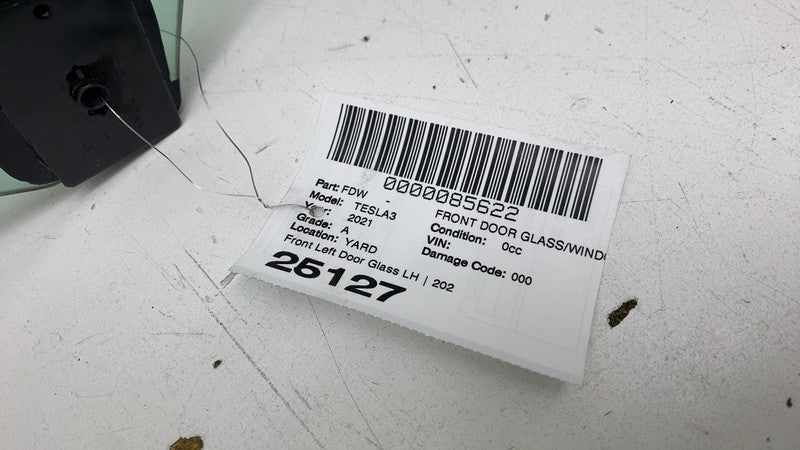 0000085622
Part: FDW - FRONT DOOR GLASS/WINDO
Model: TESLA3 Condition: 0cc
Year: 2021 VIN:
Grade: A Damage Code: 000
Location: YARD
Front Left Door Glass LH | 202
25127